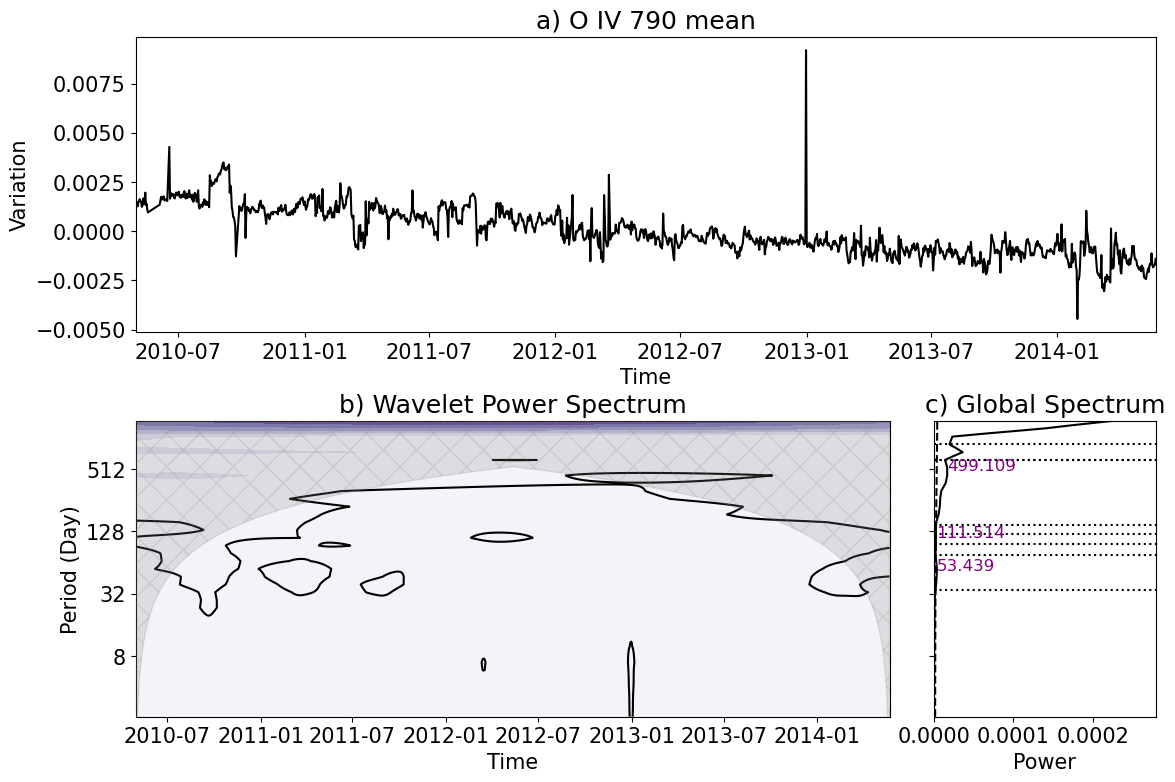 a) O IV 790 mean
Variation
0.0075
0.0050
0.0025
0.0000
−0.0025
−0.0050
2010-07 2011-01 2011-07 2012-01 2012-07 2013-01 2013-07 2014-01
Time
b) Wavelet Power Spectrum
Period (Day)
512
128
32
8
2010-07 2011-01 2011-07 2012-01 2012-07 2013-01 2013-07 2014-01
Time
c) Global Spectrum
499.109
111.514
53.439
0.0000 0.0001 0.0002
Power